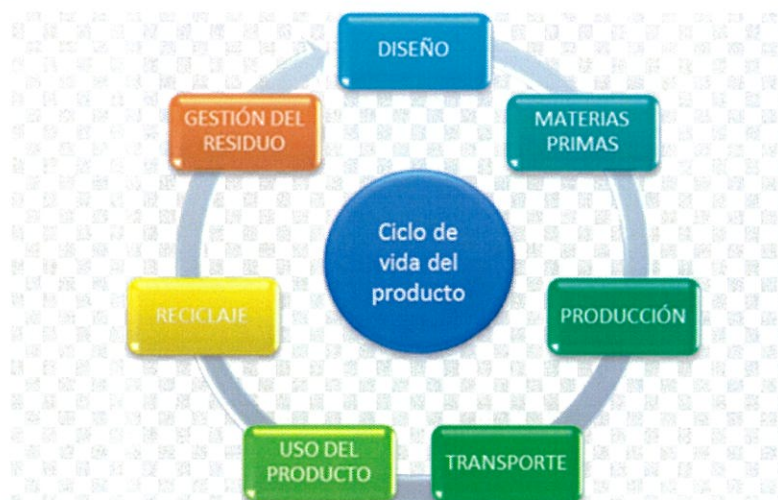 DISEÑO
MATERIAS
PRIMAS
PRODUCCIÓN
TRANSPORTE
USO DEL
PRODUCTO
RECICLAJE
GESTIÓN DEL
RESIDUO
Ciclo de
vida del
producto